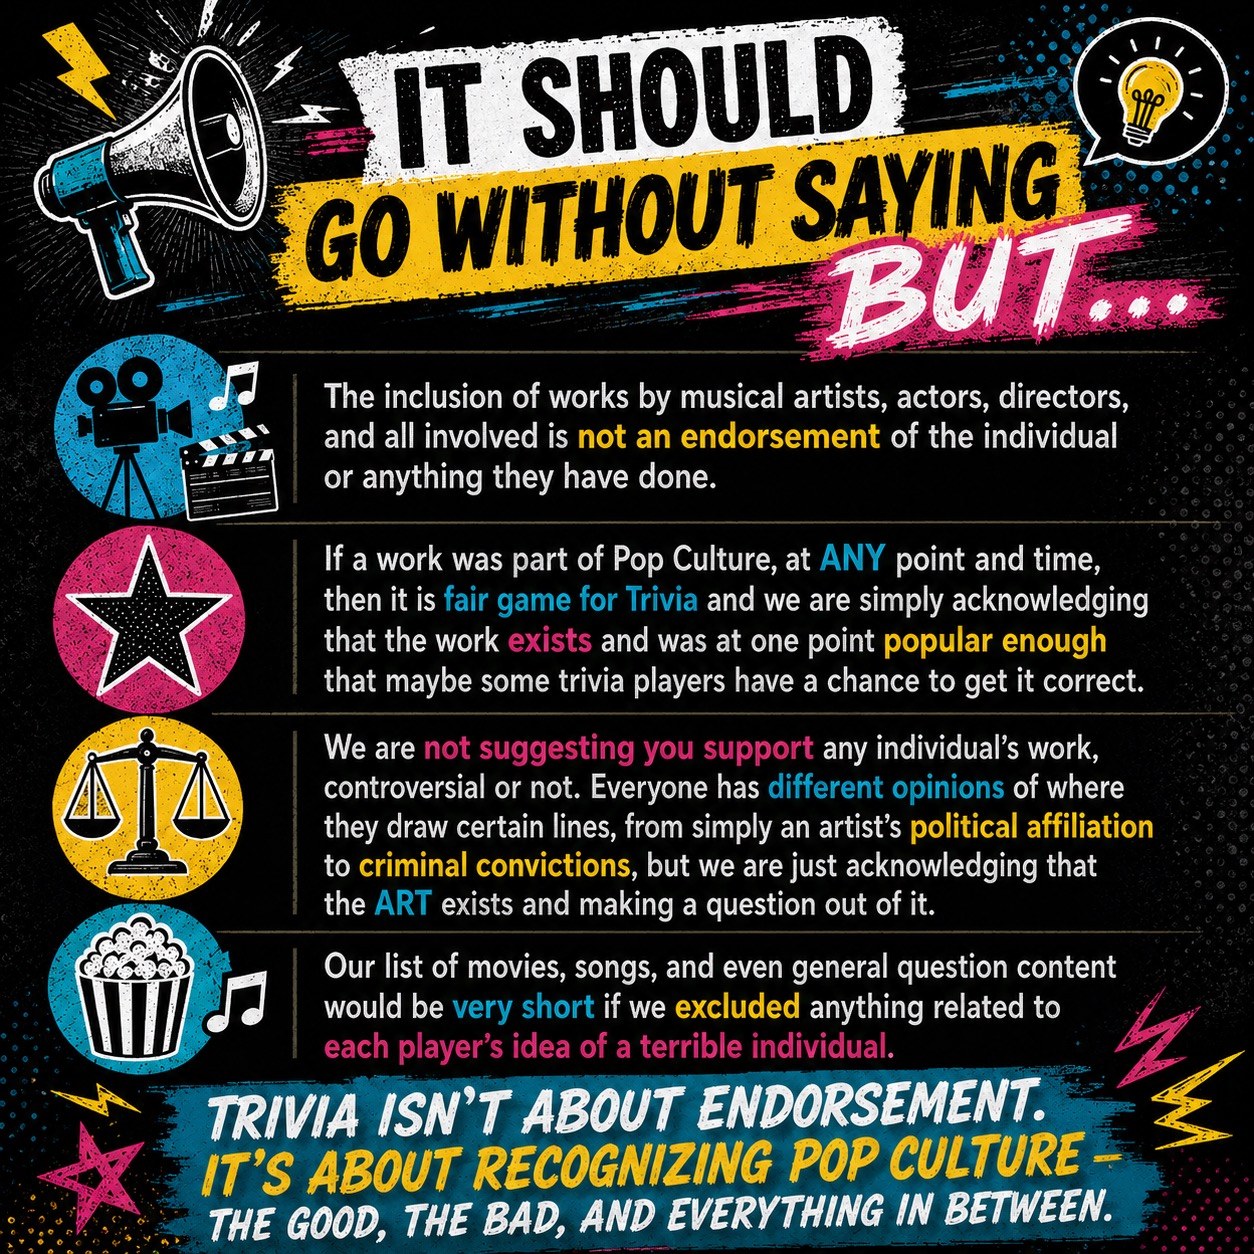 IT SHOULD
GO WITHOUT SAYING
BUT...
The inclusion of works by musical artists, actors, directors,
and all involved is not an endorsement of the individual
or anything they have done.
If a work was part of Pop Culture, at ANY point and time,
then it is fair game for Trivia and we are simply acknowledging
that the work exists and was at one point popular enough
that maybe some trivia players have a chance to get it correct.
We are not suggesting you support any individual's work,
controversial or not. Everyone has different opinions of where
they draw certain lines, from simply an artist's political affiliation
to criminal convictions, but we are just acknowledging that
the ART exists and making a question out of it.
Our list of movies, songs, and even general question content
would be very short if we excluded anything related to
each player's idea of a terrible individual.
TRIVIA ISN'T ABOUT ENDORSEMENT.
IT'S ABOUT RECOGNIZING POP CULTURE –
THE GOOD, THE BAD, AND EVERYTHING IN BETWEEN.